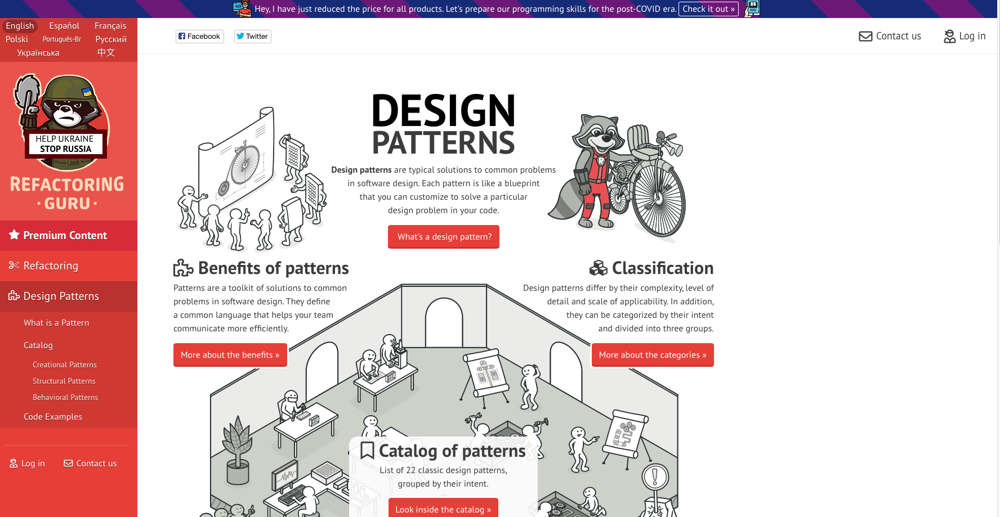 Hey, I have just reduced the price for all products. Let's prepare our programming skills for the post-COVID era. Check it out »
English Español Français
Polski Português-Br Русский
Українська 中文
Facebook Twitter
Contact us Log in
HELP UKRAINE
STOP RUSSIA
REFACTORING
· GURU ·
Premium Content
Refactoring
Design Patterns
What is a Pattern
Catalog
Creational Patterns
Structural Patterns
Behavioral Patterns
Code Examples
Log in Contact us
DESIGN
PATTERNS
R
Design patterns are typical solutions to common problems
in software design. Each pattern is like a blueprint
that you can customize to solve a particular
design problem in your code.
What's a design pattern?
Benefits of patterns
Patterns are a toolkit of solutions to common
problems in software design. They define
a common language that helps your team
communicate more efficiently.
More about the benefits »
Classification
Design patterns differ by their complexity, level of
detail and scale of applicability. In addition,
they can be categorized by their intent
and divided into three groups.
More about the categories »
Catalog of patterns
List of 22 classic design patterns,
grouped by their intent.
Look inside the catalog »